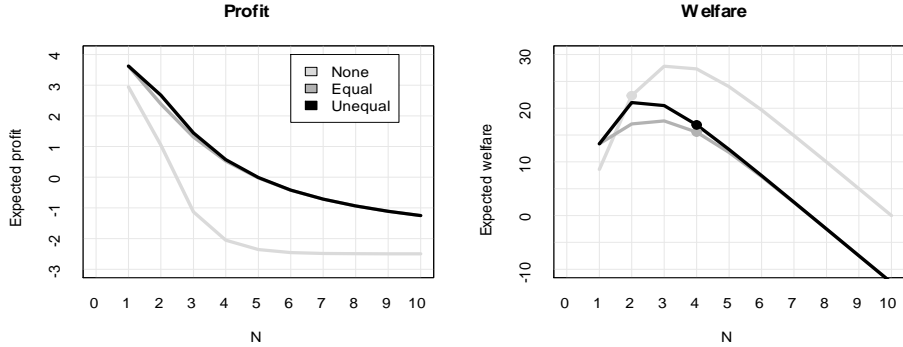 Profit
Expected profit
4
3
2
1
0
-1
-2
-3
None
Equal
Unequal
0 1 2 3 4 5 6 7 8 9 10
N
Welfare
Expected welfare
30
20
10
0
-10
0 1 2 3 4 5 6 7 8 9 10
N